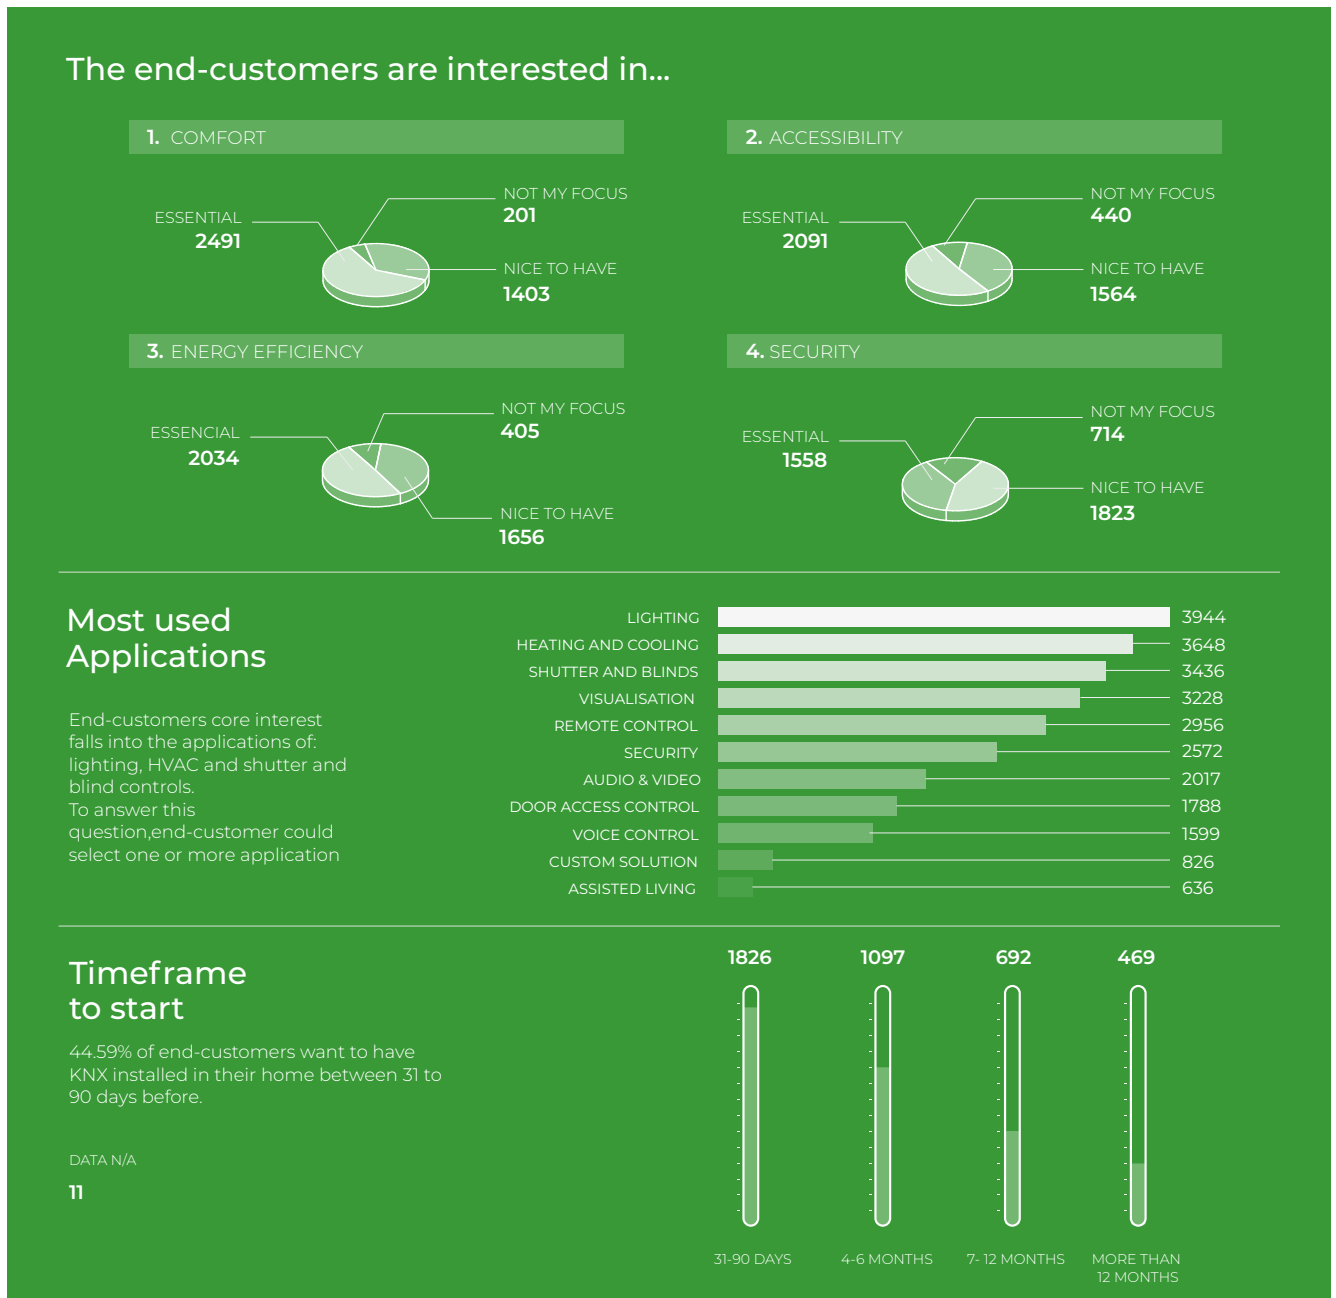 The end-customers are interested in...
1. COMFORT
ESSENTIAL
2491
NOT MY FOCUS
201
NICE TO HAVE
1403
2. ACCESSIBILITY
ESSENTIAL
2091
NOT MY FOCUS
440
NICE TO HAVE
1564
3. ENERGY EFFICIENCY
ESSENCIAL
2034
NOT MY FOCUS
405
NICE TO HAVE
1656
4. SECURITY
ESSENTIAL
1558
NOT MY FOCUS
714
NICE TO HAVE
1823
Most used
Applications
End-customers core interest
falls into the applications of:
lighting, HVAC and shutter and
blind controls.
To answer this
question,end-customer could
select one or more application
LIGHTING 3944
HEATING AND COOLING 3648
SHUTTER AND BLINDS 3436
VISUALISATION 3228
REMOTE CONTROL 2956
SECURITY 2572
AUDIO & VIDEO 2017
DOOR ACCESS CONTROL 1788
VOICE CONTROL 1599
CUSTOM SOLUTION 826
ASSISTED LIVING 636
Timeframe
to start
44.59% of end-customers want to have
KNX installed in their home between 31 to
90 days before.
DATA N/A
11
1826 1097 692 469
31-90 DAYS 4-6 MONTHS 7- 12 MONTHS MORE THAN
12 MONTHS